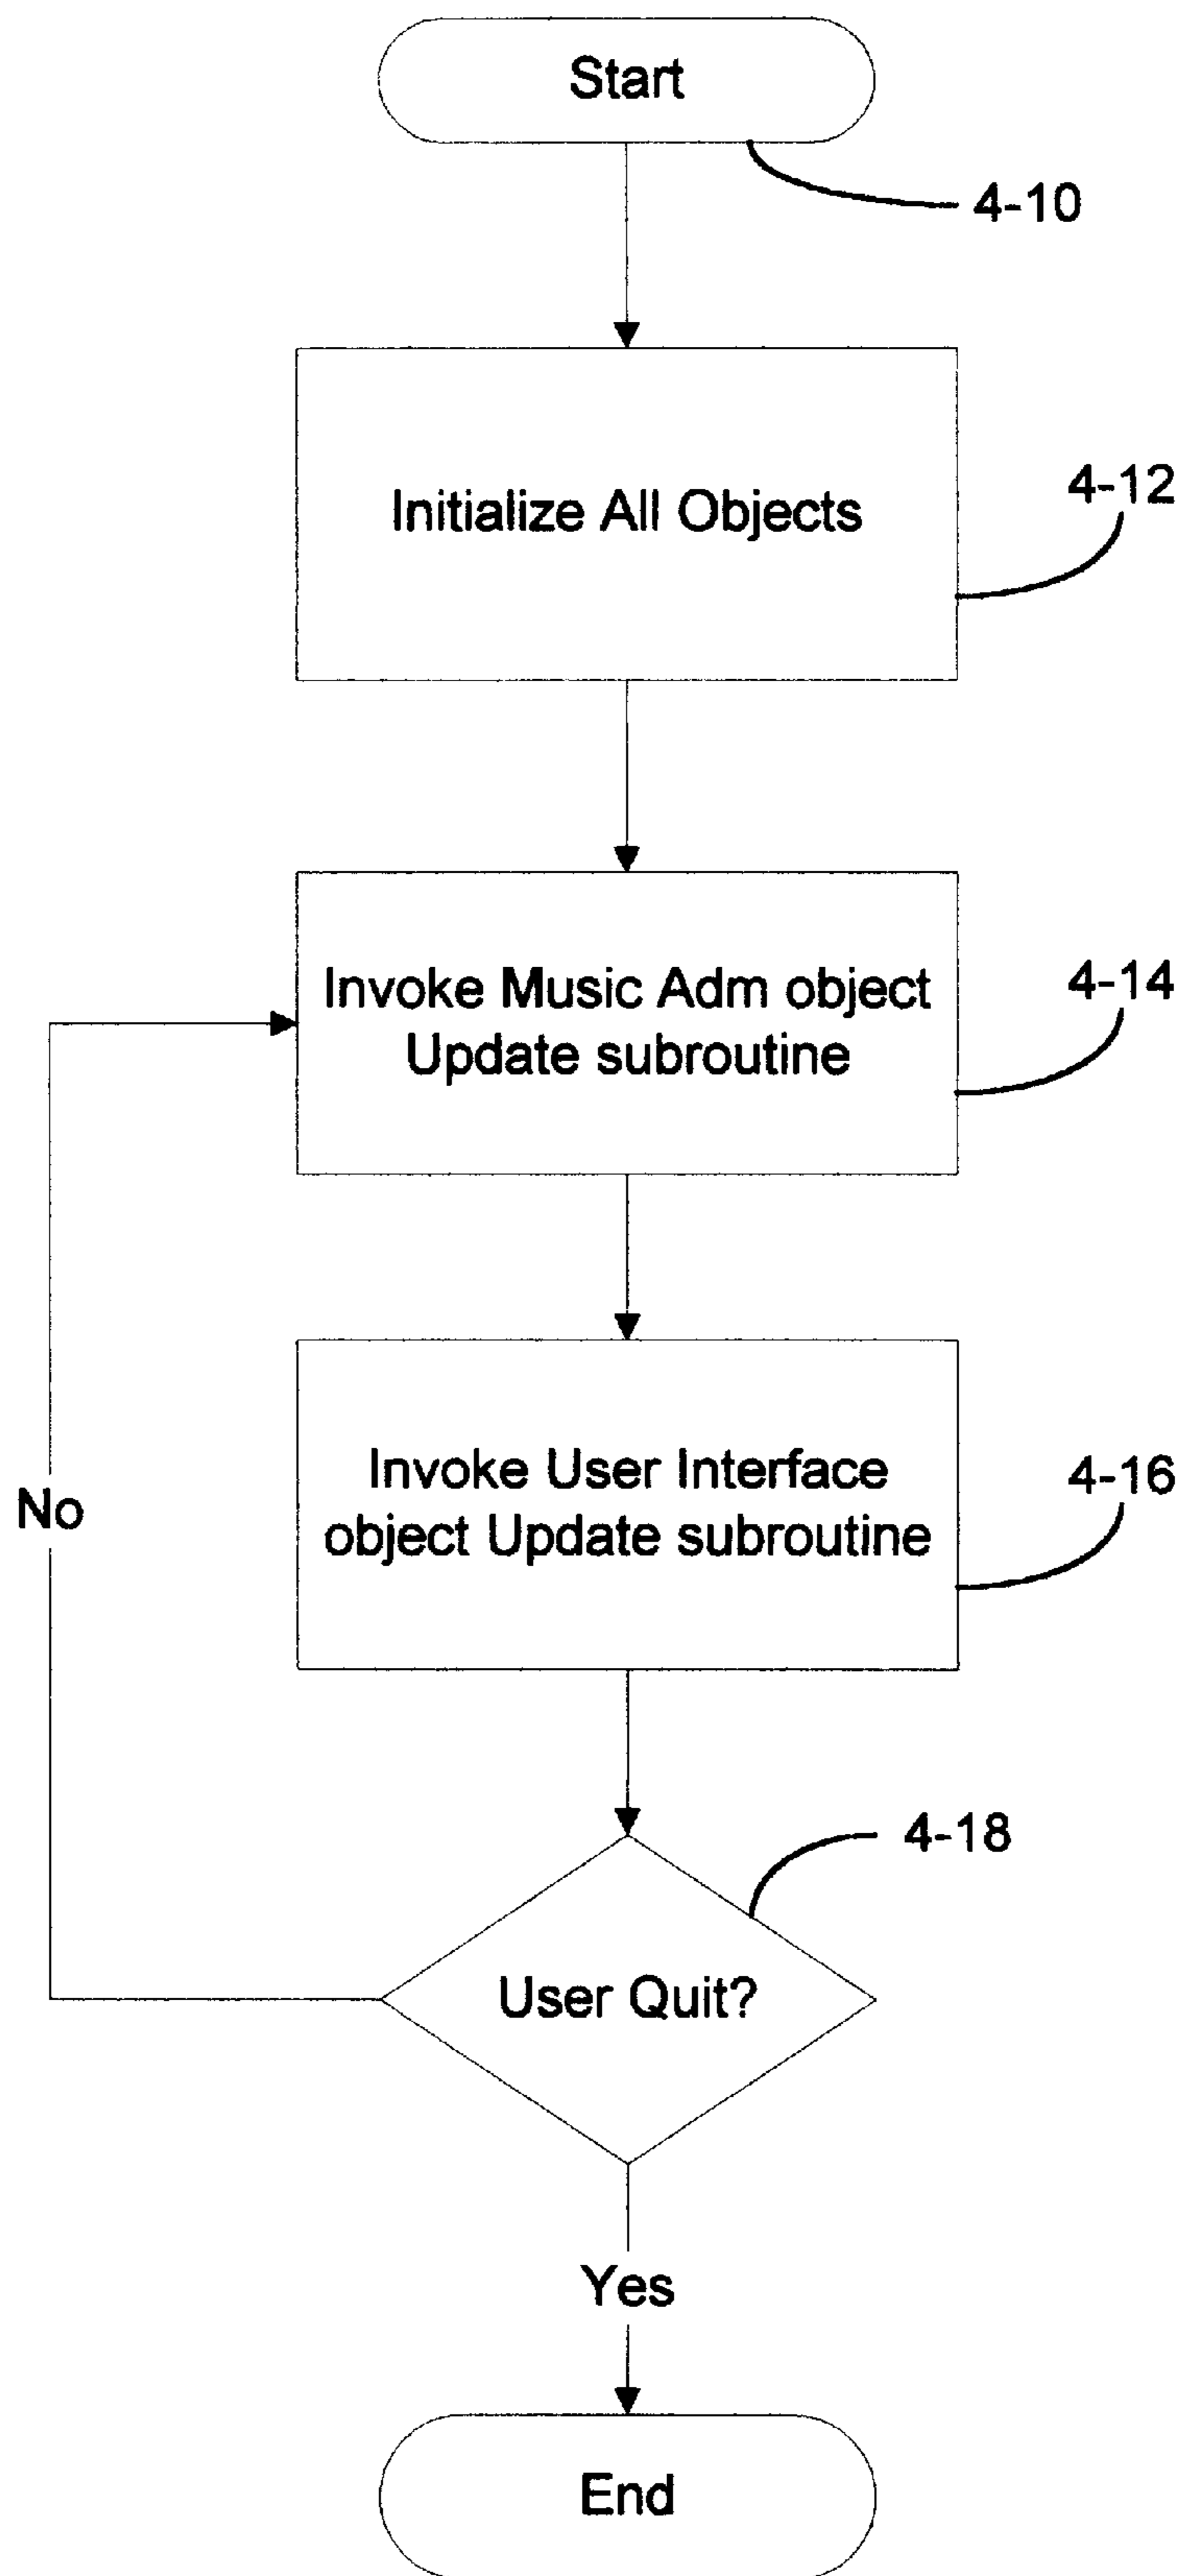 Start
4-10
Initialize All Objects
4-12
Invoke Music Adm object
Update subroutine
4-14
Invoke User Interface
object Update subroutine
4-16
No
4-18
User Quit?
Yes
End